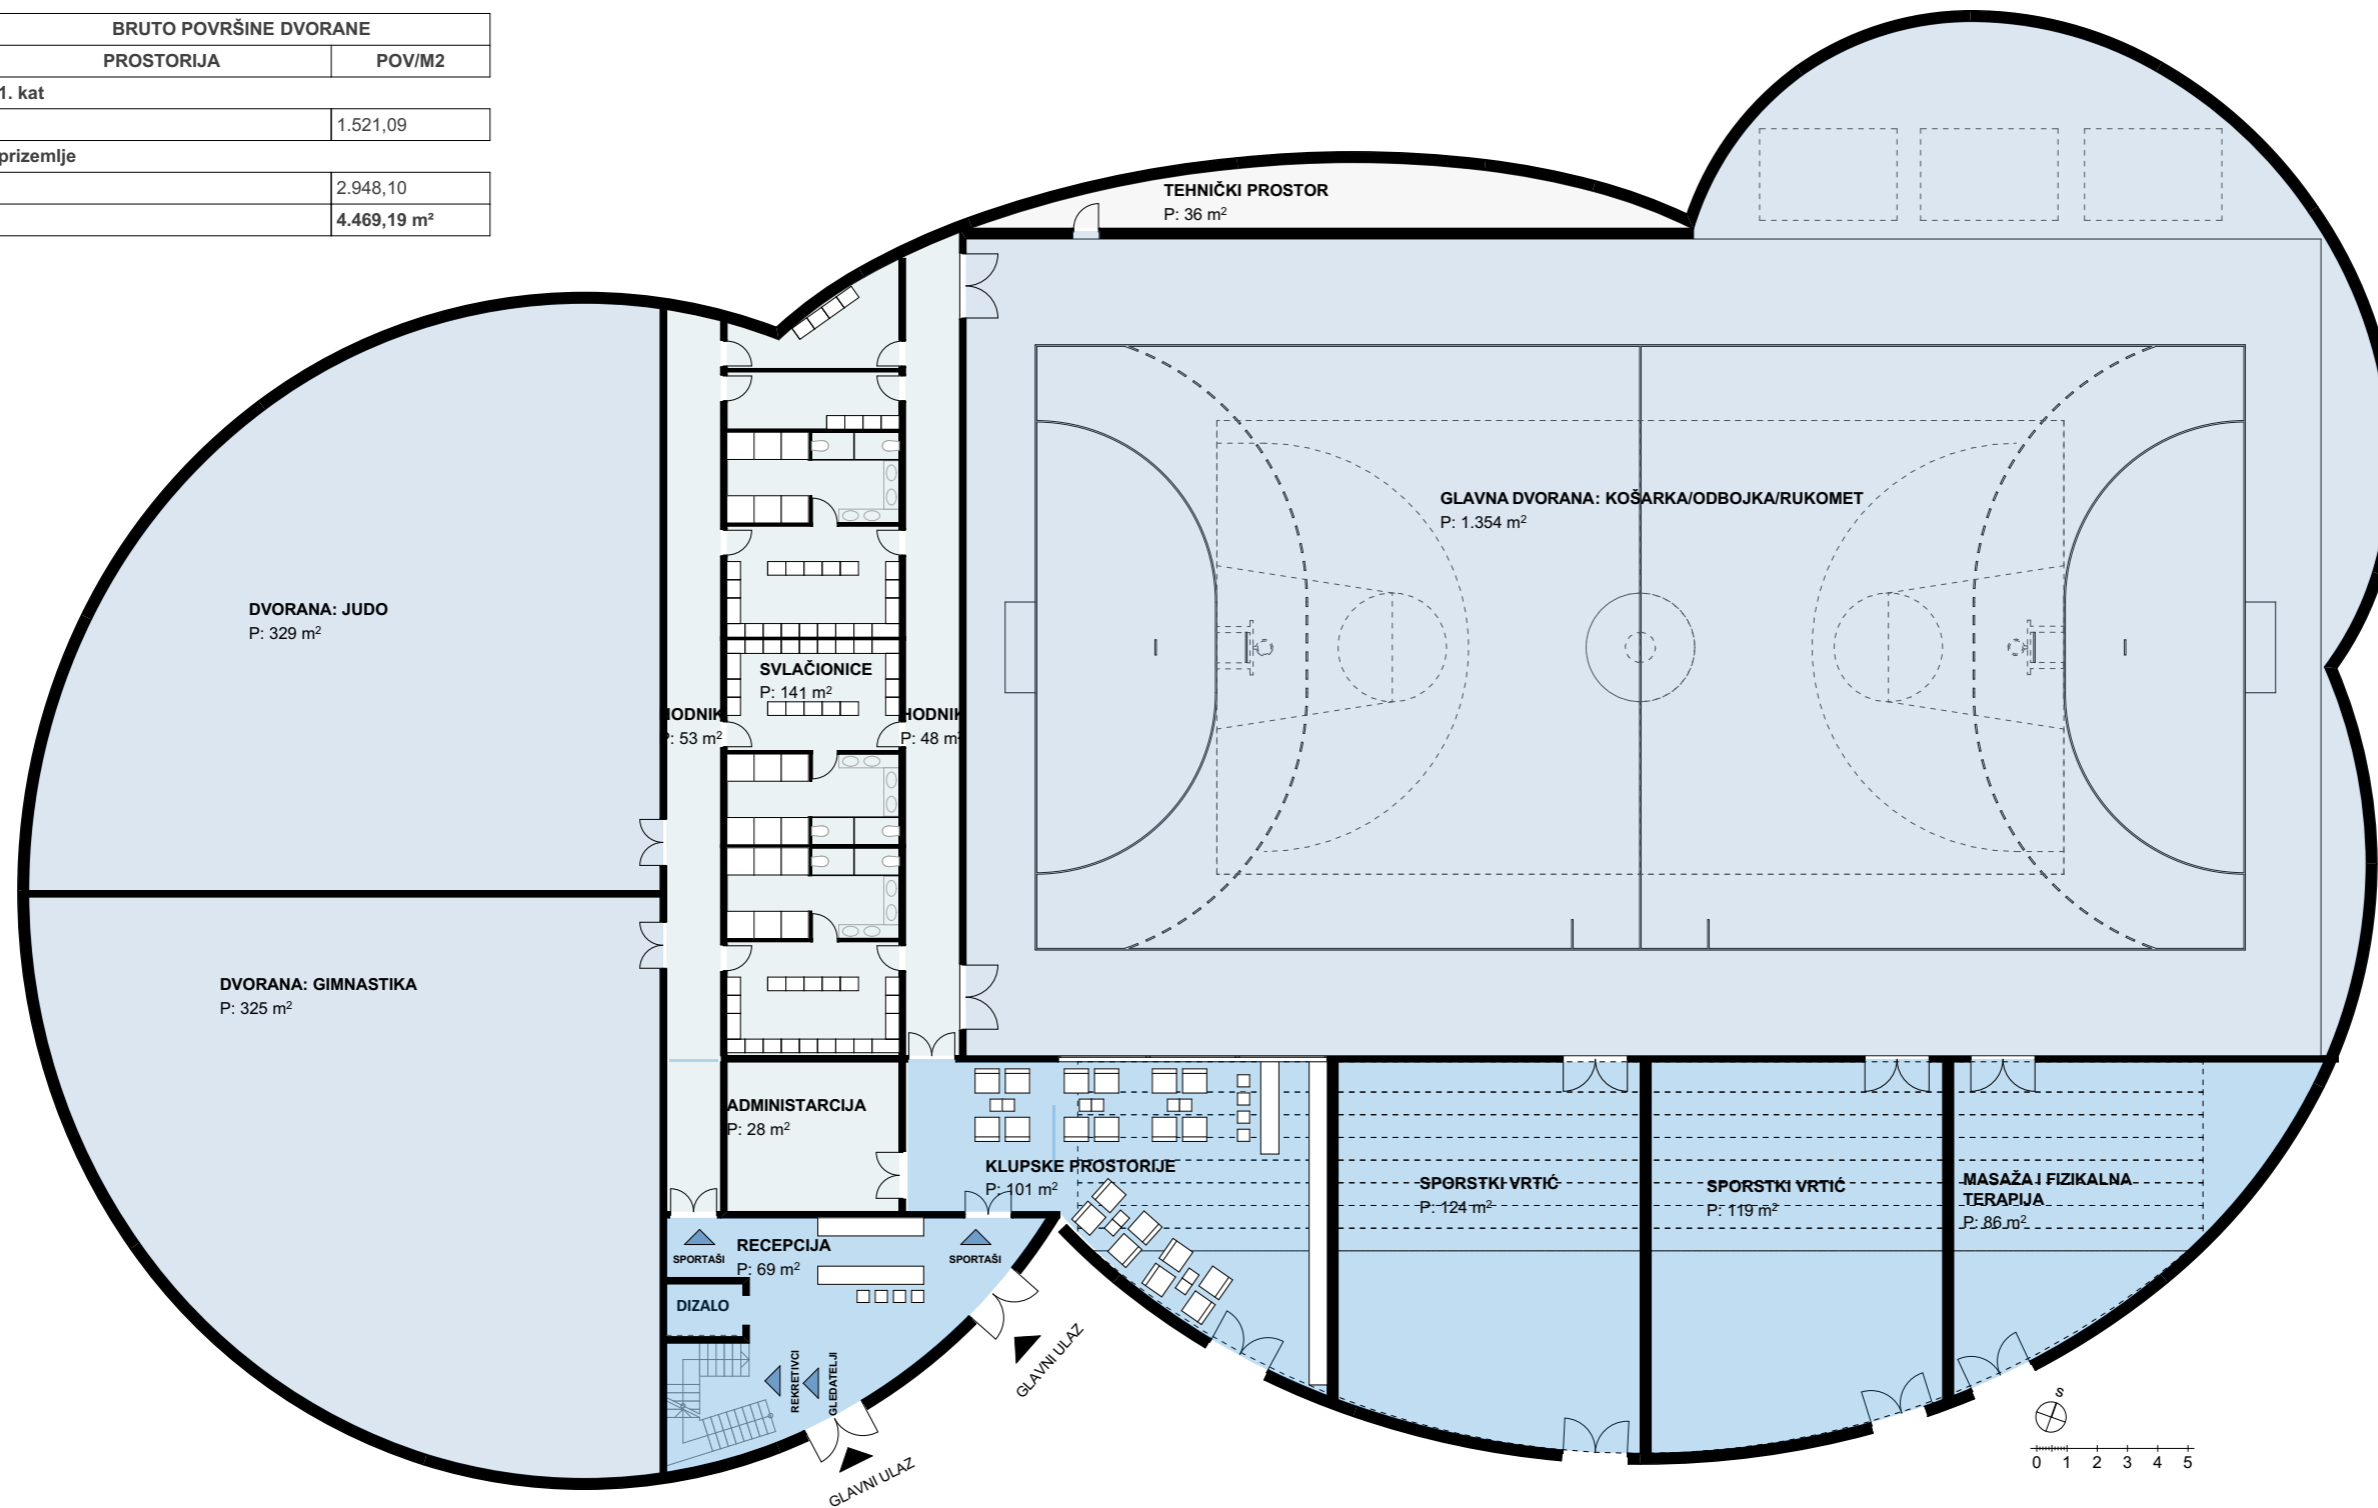 BRUTO POVRŠINE DVORANE
PROSTORIJA POV/M2
1. kat
1.521,09
prizemlje
2.948,10
4.469,19 m²
TEHNIČKI PROSTOR
P: 36 m²
GLAVNA DVORANA: KOŠARKA/ODBOJKA/RUKOMET
P: 1.354 m²
DVORANA: JUDO
P: 329 m²
SVLAČIONICE
P: 141 m²
HODNIK
P: 53 m²
HODNIK
P: 48 m²
DVORANA: GIMNASTIKA
P: 325 m²
ADMINISTARCIJA
P: 28 m²
KLUPSKE PROSTORIJE
P: 101 m²
SPORSTKI VRTIĆ
P: 124 m²
SPORSTKI VRTIĆ
P: 119 m²
MASAŽA I FIZIKALNA
TERAPIJA
P: 86 m²
RECEPCIJA
P: 69 m²
SPORTAŠI
SPORTAŠI
DIZALO
REKRETIVCI
GLEDATELJI
GLAVNI ULAZ
GLAVNI ULAZ
S
0 1 2 3 4 5